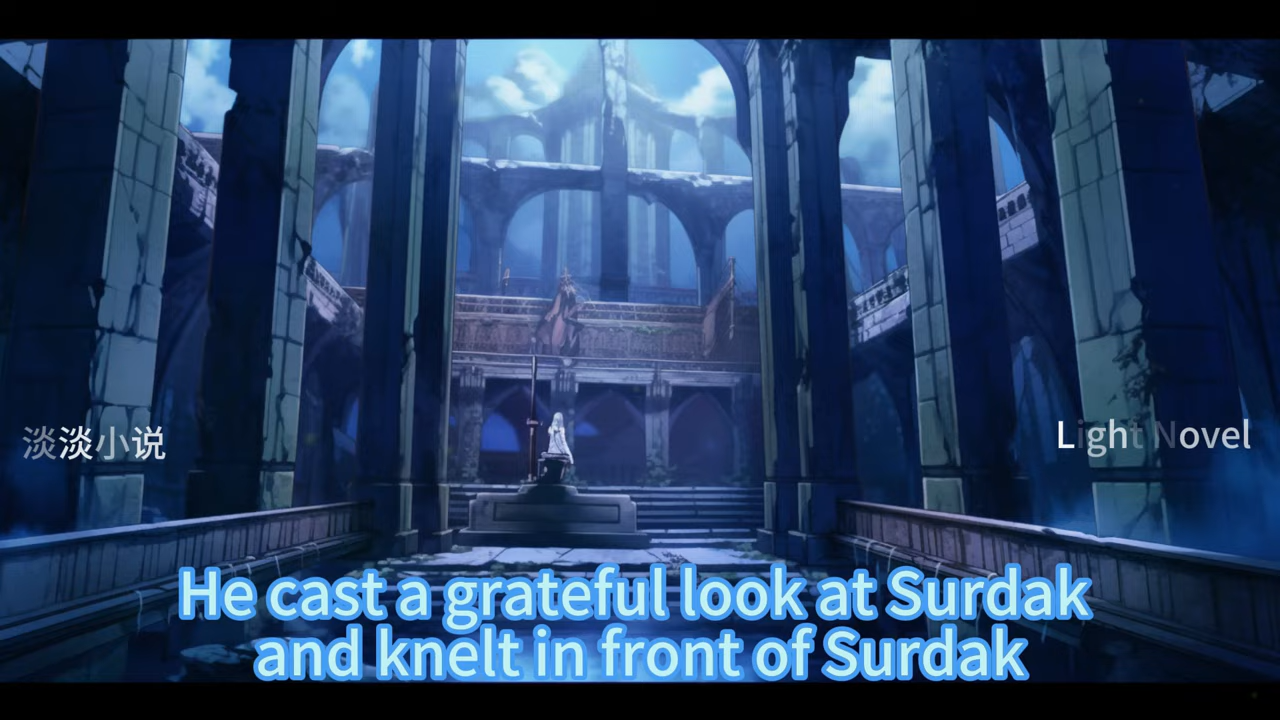 淡淡小说
Light Novel
He cast a grateful look at Surdak
and knelt in front of Surdak